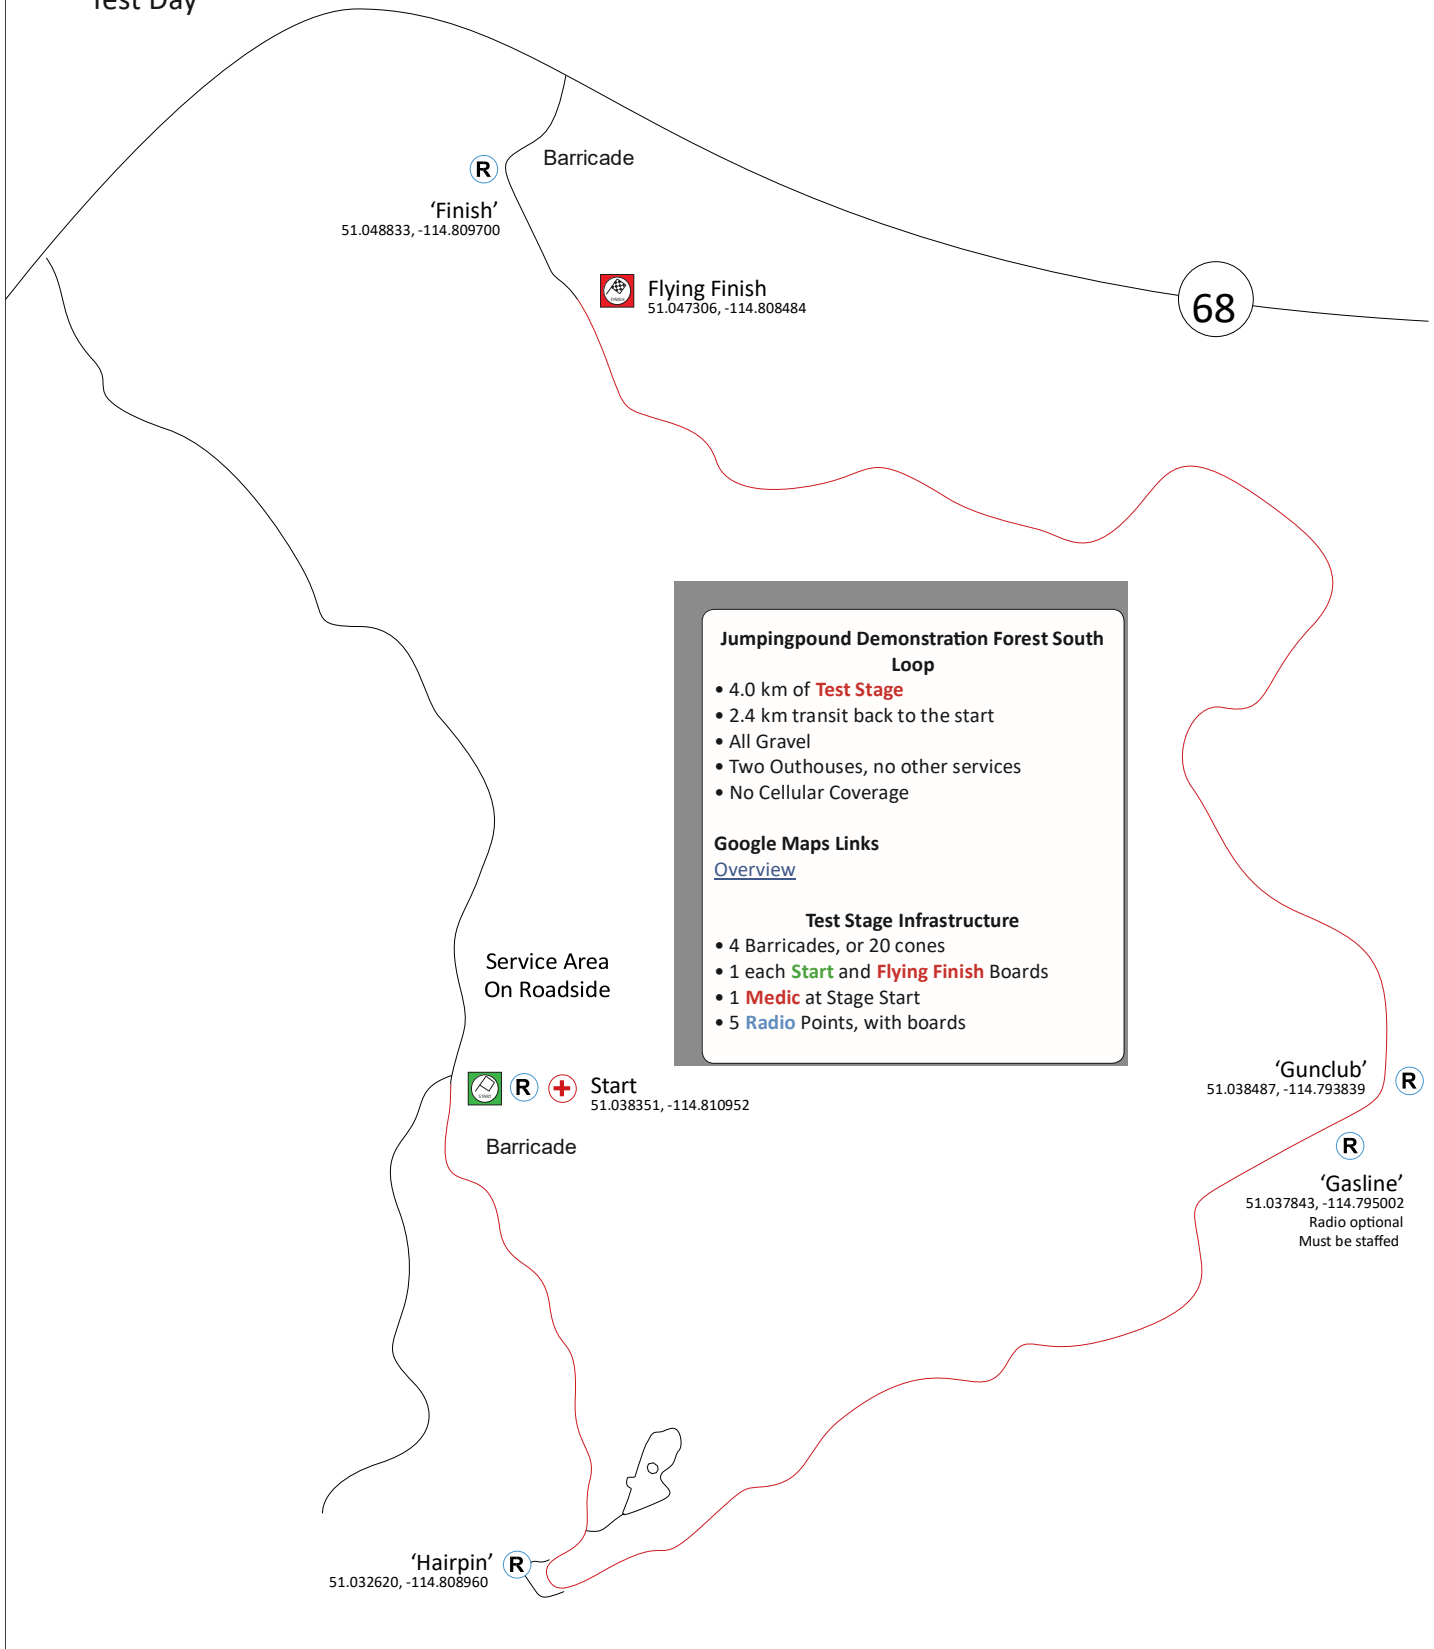 Test Day
Barricade
R
‘Finish’
51.048833, -114.809700
FINISH
Flying Finish
51.047306, -114.808484
68
Jumpingpound Demonstration Forest South
Loop
• 4.0 km of Test Stage
• 2.4 km transit back to the start
• All Gravel
• Two Outhouses, no other services
• No Cellular Coverage
Google Maps Links
Overview
Test Stage Infrastructure
• 4 Barricades, or 20 cones
• 1 each Start and Flying Finish Boards
• 1 Medic at Stage Start
• 5 Radio Points, with boards
Service Area
On Roadside
START
R
Start
51.038351, -114.810952
Barricade
‘Gunclub’
51.038487, -114.793839
R
R
‘Gasline’
51.037843, -114.795002
Radio optional
Must be staffed
‘Hairpin’
R
51.032620, -114.808960